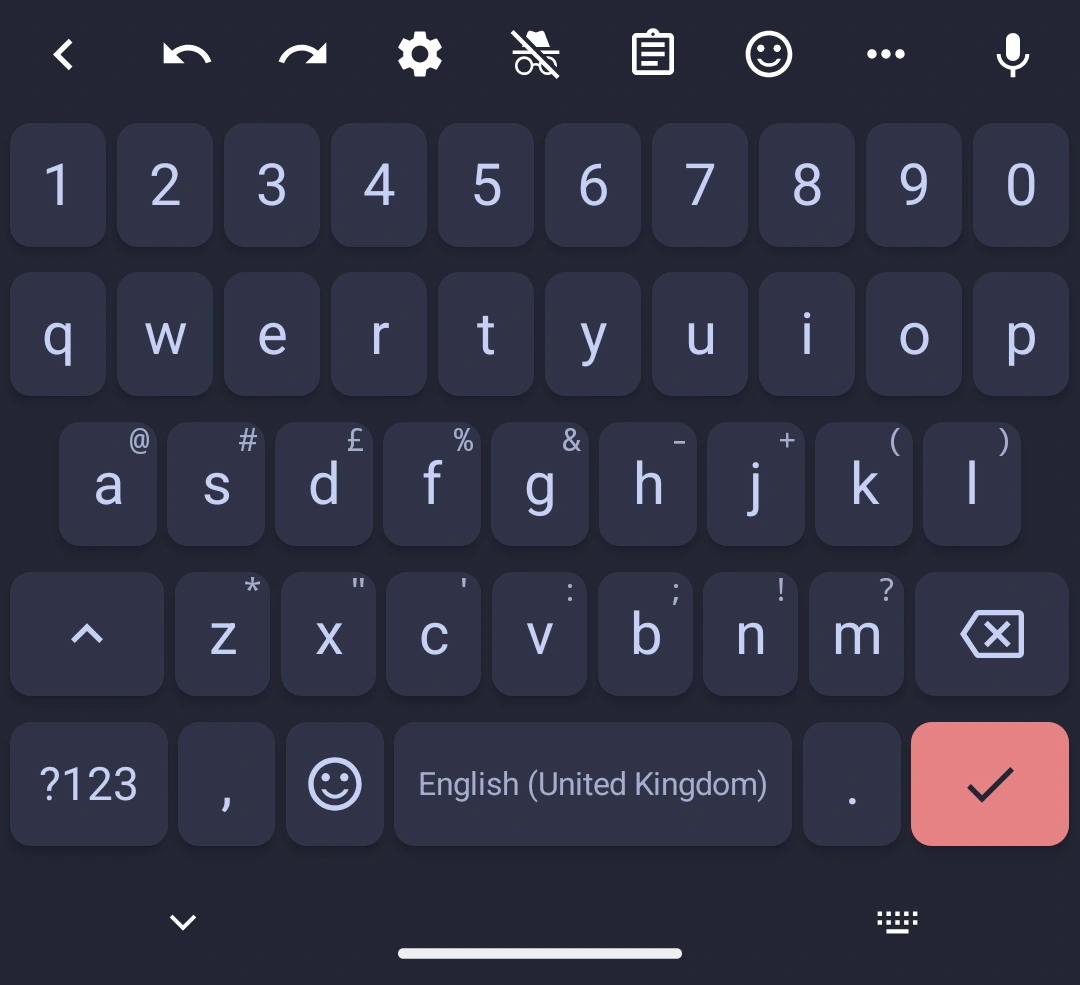 1 2 3 4 5 6 7 8 9 0
q w e r t y u i o p
@ # £ % & - + ( )
a s d f g h j k l
* " ' : ; ! ?
z x c v b n m
?123 , English (United Kingdom) .